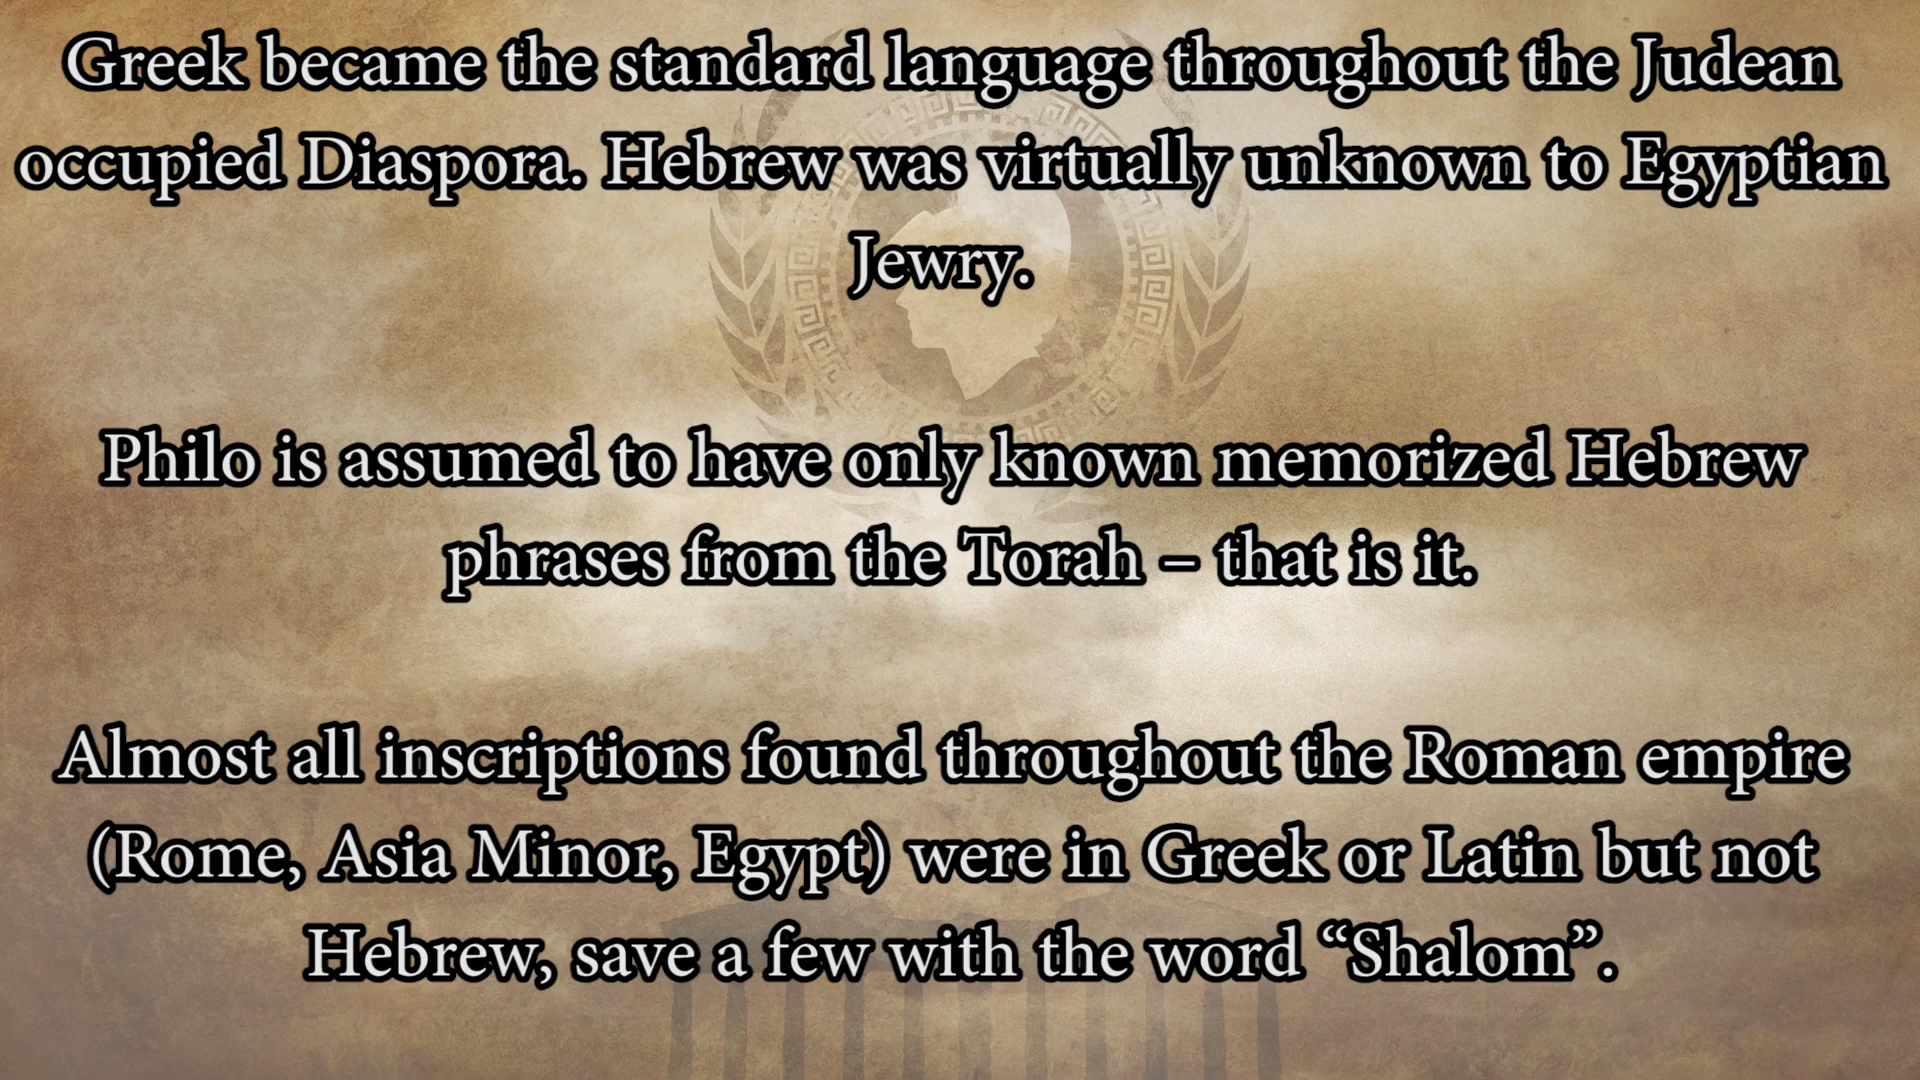 Greek became the standard language throughout the Judean
occupied Diaspora. Hebrew was virtually unknown to Egyptian
Jewry.
Philo is assumed to have only known memorized Hebrew
phrases from the Torah – that is it.
Almost all inscriptions found throughout the Roman empire
(Rome, Asia Minor, Egypt) were in Greek or Latin but not
Hebrew, save a few with the word “Shalom”.